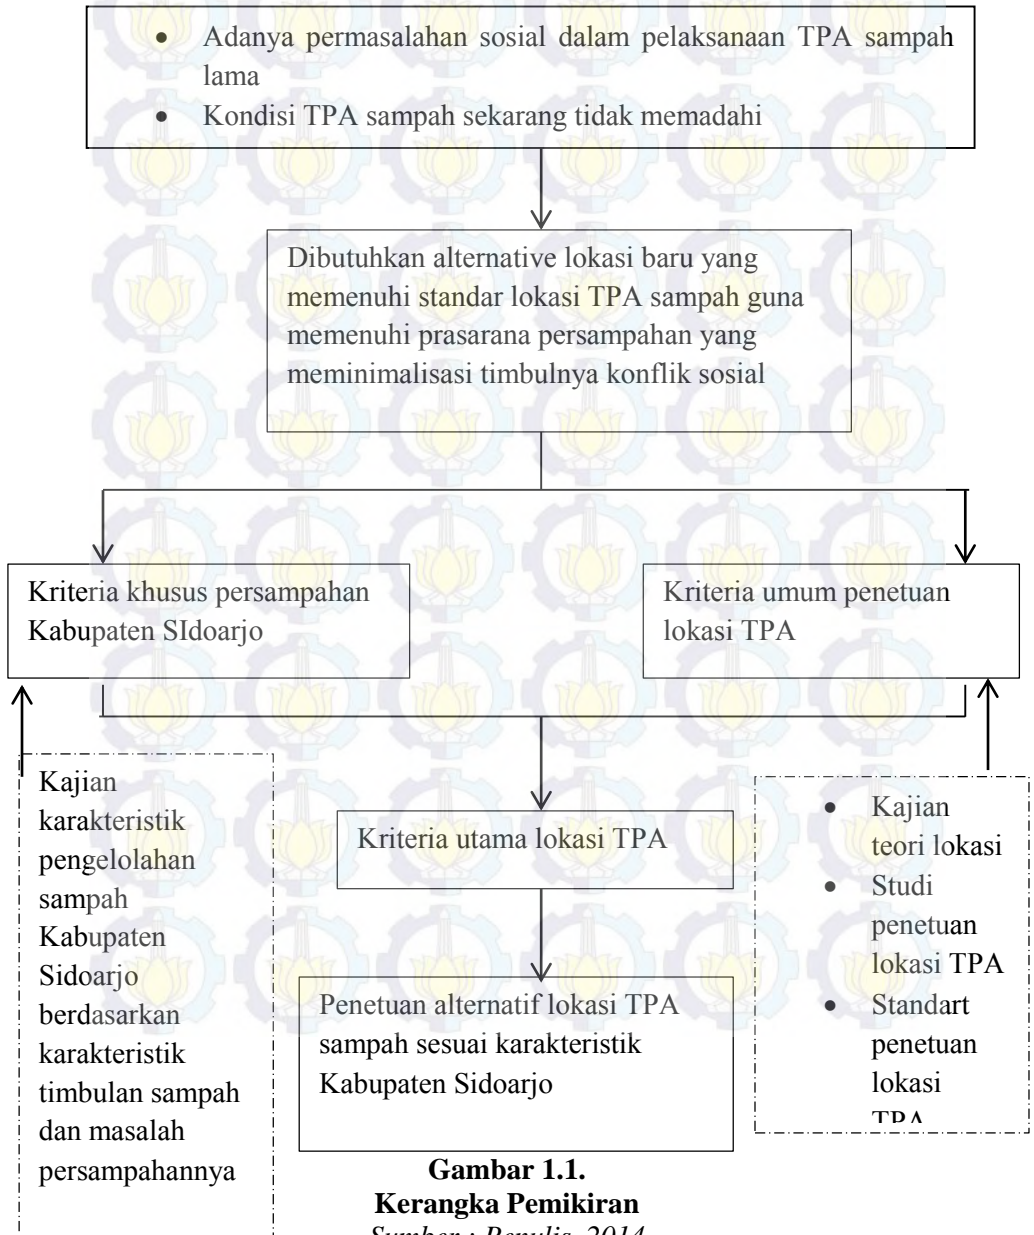 • Adanya permasalahan sosial dalam pelaksanaan TPA sampah
lama
• Kondisi TPA sampah sekarang tidak memadahi
Dibutuhkan alternative lokasi baru yang
memenuhi standar lokasi TPA sampah guna
memenuhi prasarana persampahan yang
meminimalisasi timbulnya konflik sosial
Kriteria khusus persampahan
Kabupaten SIdoarjo
Kriteria umum penetuan
lokasi TPA
Kajian
karakteristik
pengelolahan
sampah
Kabupaten
Sidoarjo
berdasarkan
karakteristik
timbulan sampah
dan masalah
persampahannya
Kriteria utama lokasi TPA
Penetuan alternatif lokasi TPA
sampah sesuai karakteristik
Kabupaten Sidoarjo
• Kajian
teori lokasi
• Studi
penetuan
lokasi TPA
• Standart
penetuan
lokasi
TPA
Gambar 1.1.
Kerangka Pemikiran
Sumber : Penulis, 2014